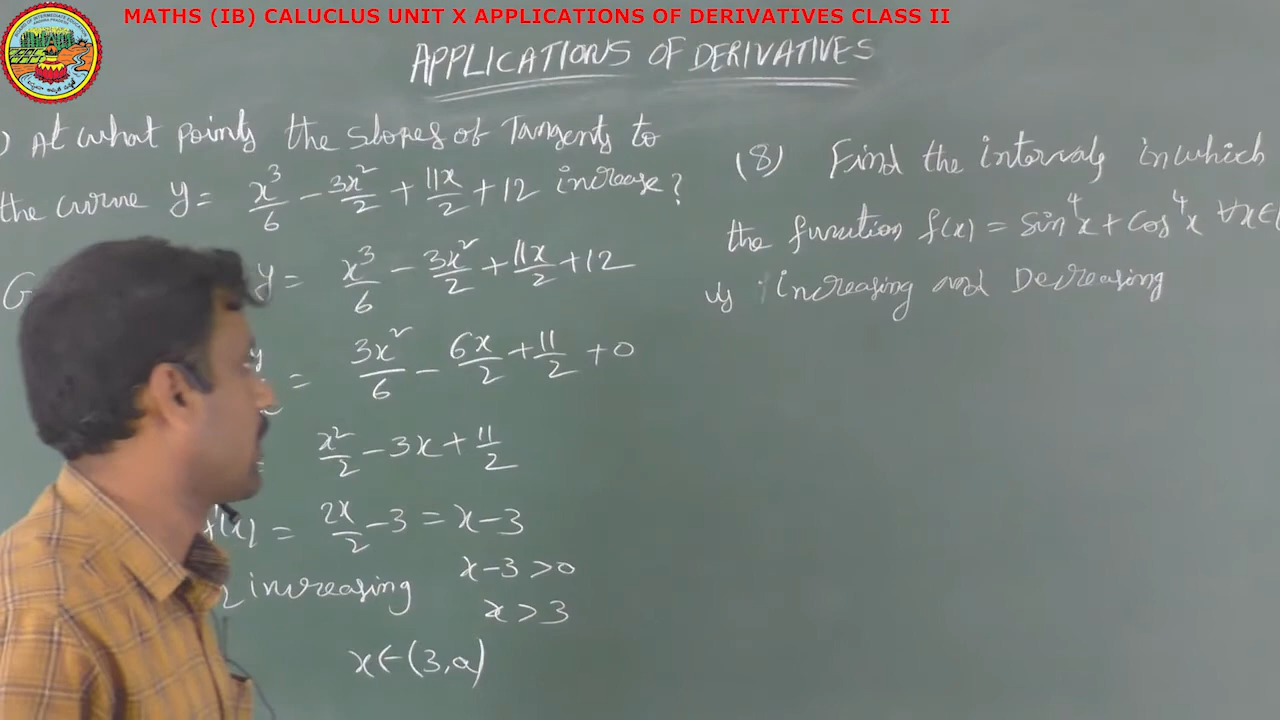 MATHS (IB) CALUCLUS UNIT X APPLICATIONS OF DERIVATIVES CLASS II
APPLICATIONS OF DERIVATIVES
) At what points the slopes of Tangents to
the curve y = x³/6 - 3x²/2 + 11x/2 + 12 increase?
G y = x³/6 - 3x²/2 + 11x/2 + 12
y = 3x²/6 - 6x/2 + 11/2 + 0
= x²/2 - 3x + 11/2
f'(x) = 2x/2 - 3 = x - 3
increasing x - 3 > 0
x > 3
x ∈ (3, α)
(8) Find the intervals in which
the function f(x) = Sin⁴x + Cos⁴x ∀x∈(
is increasing and Decreasing